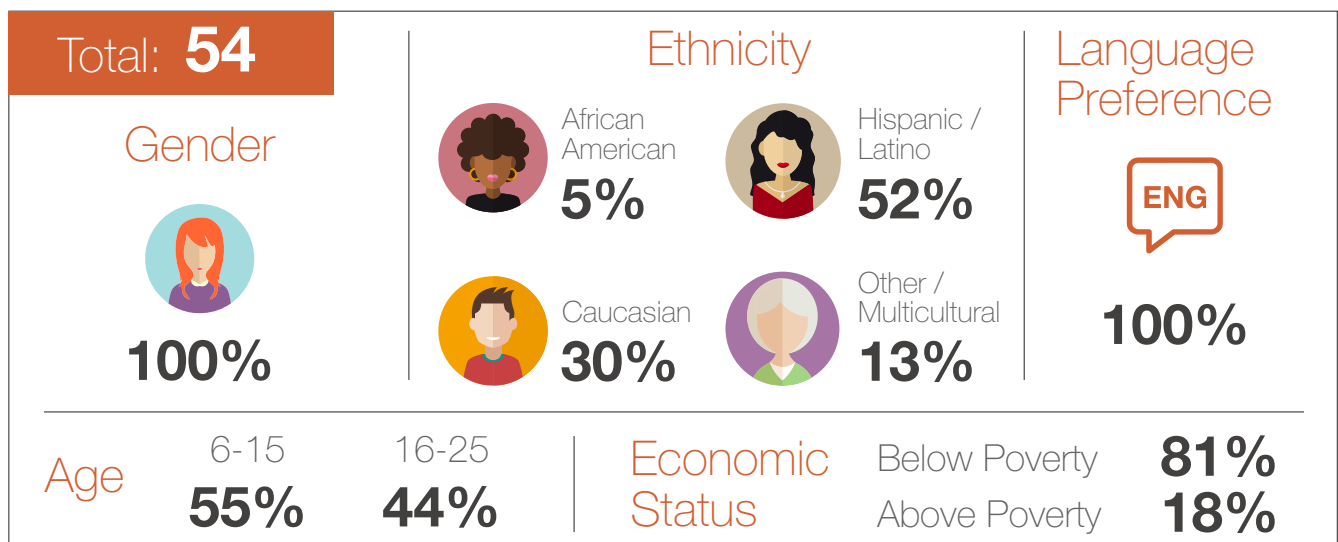 Total: 54
Gender
100%
Ethnicity
African
American
5%
Hispanic /
Latino
52%
Caucasian
30%
Other /
Multicultural
13%
Language
Preference
ENG
100%
Age
6-15
55%
16-25
44%
Economic
Status
Below Poverty 81%
Above Poverty 18%